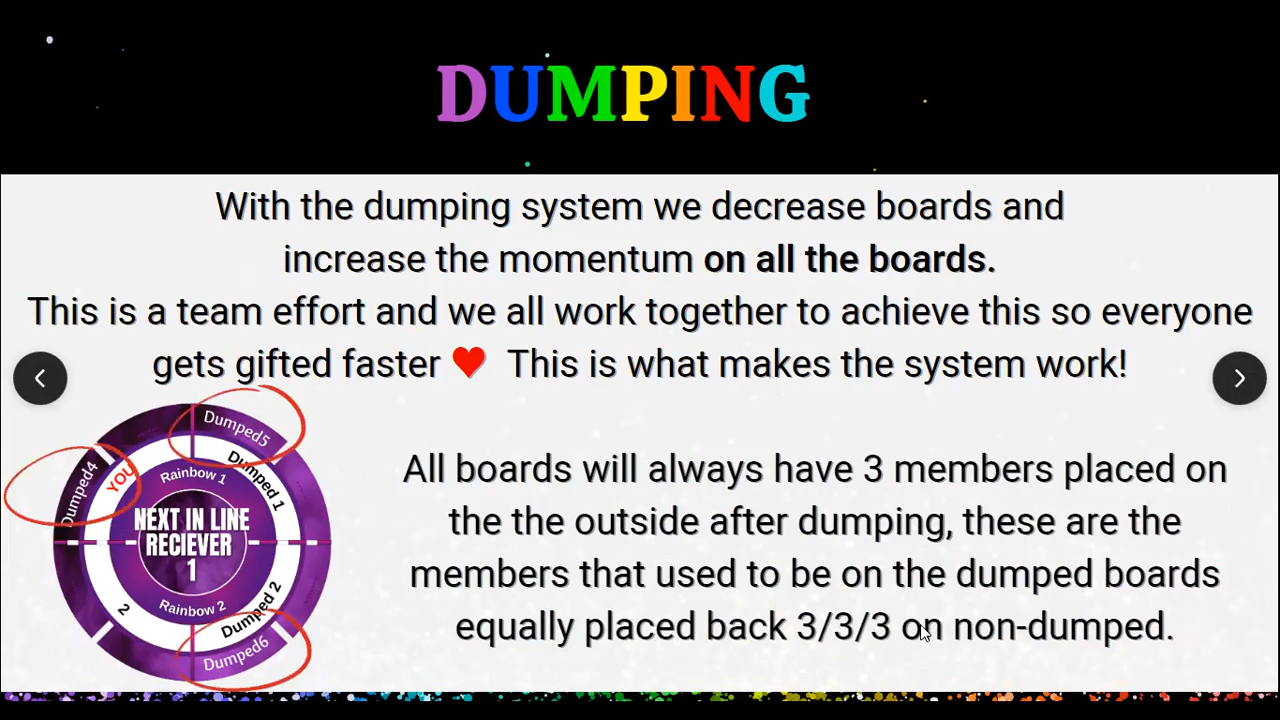 DUMPING
With the dumping system we decrease boards and
increase the momentum on all the boards.
This is a team effort and we all work together to achieve this so everyone
gets gifted faster ♥ This is what makes the system work!
Dumped5
Dumped4
YOU
Rainbow 1
Dumped 1
NEXT IN LINE
RECIEVER
1
2
Rainbow 2
Dumped 2
Dumped6
All boards will always have 3 members placed on
the the outside after dumping, these are the
members that used to be on the dumped boards
equally placed back 3/3/3 on non-dumped.